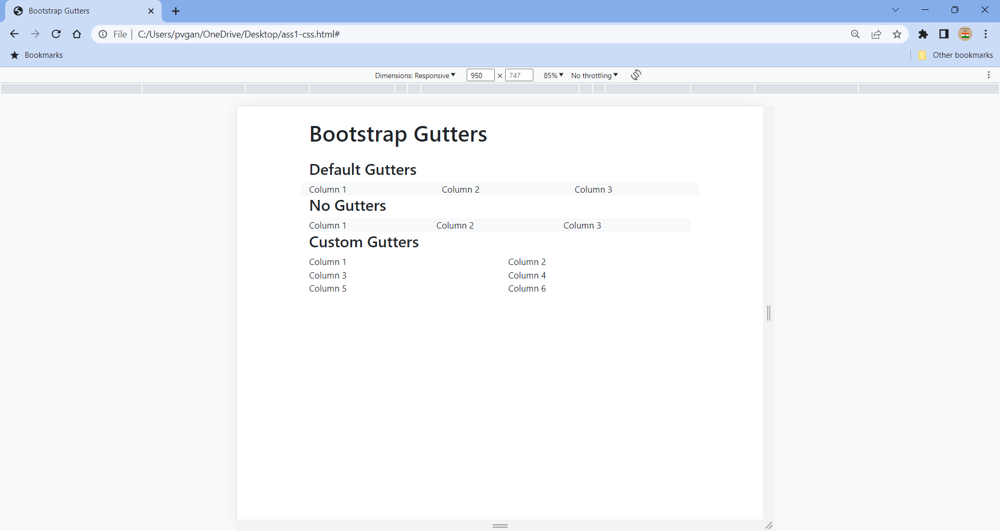 Bootstrap Gutters
File C:/Users/pvgan/OneDrive/Desktop/ass1-css.html#
Bookmarks Other bookmarks
Dimensions: Responsive 950 × 747 85% No throttling
Bootstrap Gutters
Default Gutters
Column 1 Column 2 Column 3
No Gutters
Column 1 Column 2 Column 3
Custom Gutters
Column 1 Column 2
Column 3 Column 4
Column 5 Column 6